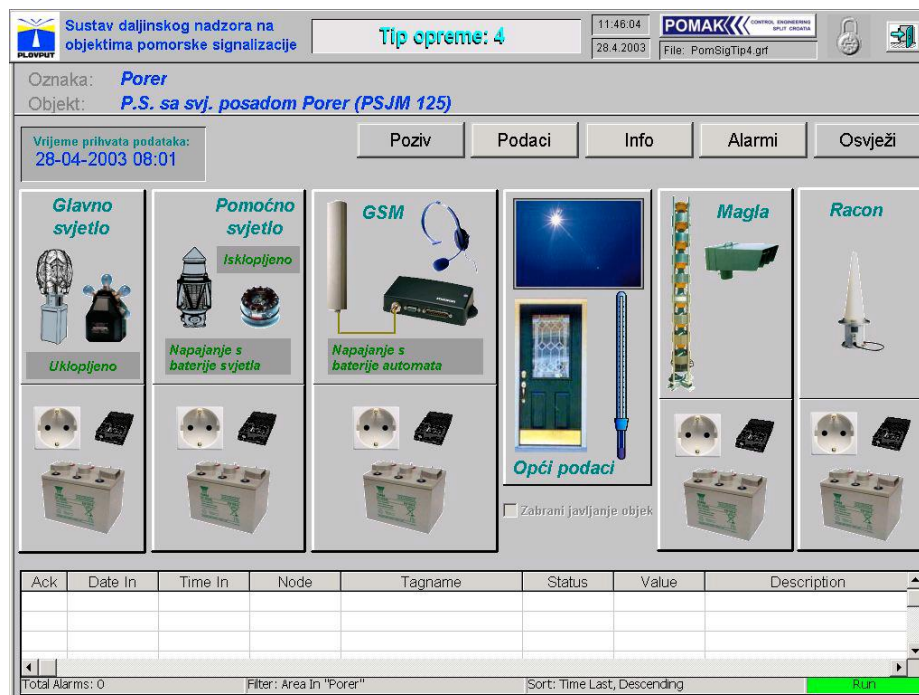 Sustav daljinskog nadzora na
objektima pomorske signalizacije
PLOVPUT
Tip opreme: 4
11:46:04
28.4.2003
POMAK
CONTROL ENGINEERING
SPLIT CROATIA
File: PomSigTip4.grf
Oznaka: Porer
Objekt: P.S. sa svj. posadom Porer (PSJM 125)
Vrijeme prihvata podataka:
28-04-2003 08:01
Poziv Podaci Info Alarmi Osvježi
Glavno
svjetlo
Uklopljeno
Pomoćno
svjetlo
Isklopljeno
Napajanje s
baterije svjetla
GSM
Napajanje s
baterije automata
Opći podaci
Zabrani javljanje objek
Magla
Racon
Ack Date In Time In Node Tagname Status Value Description
Total Alarms: 0 Filter: Area In "Porer" Sort: Time Last, Descending Run